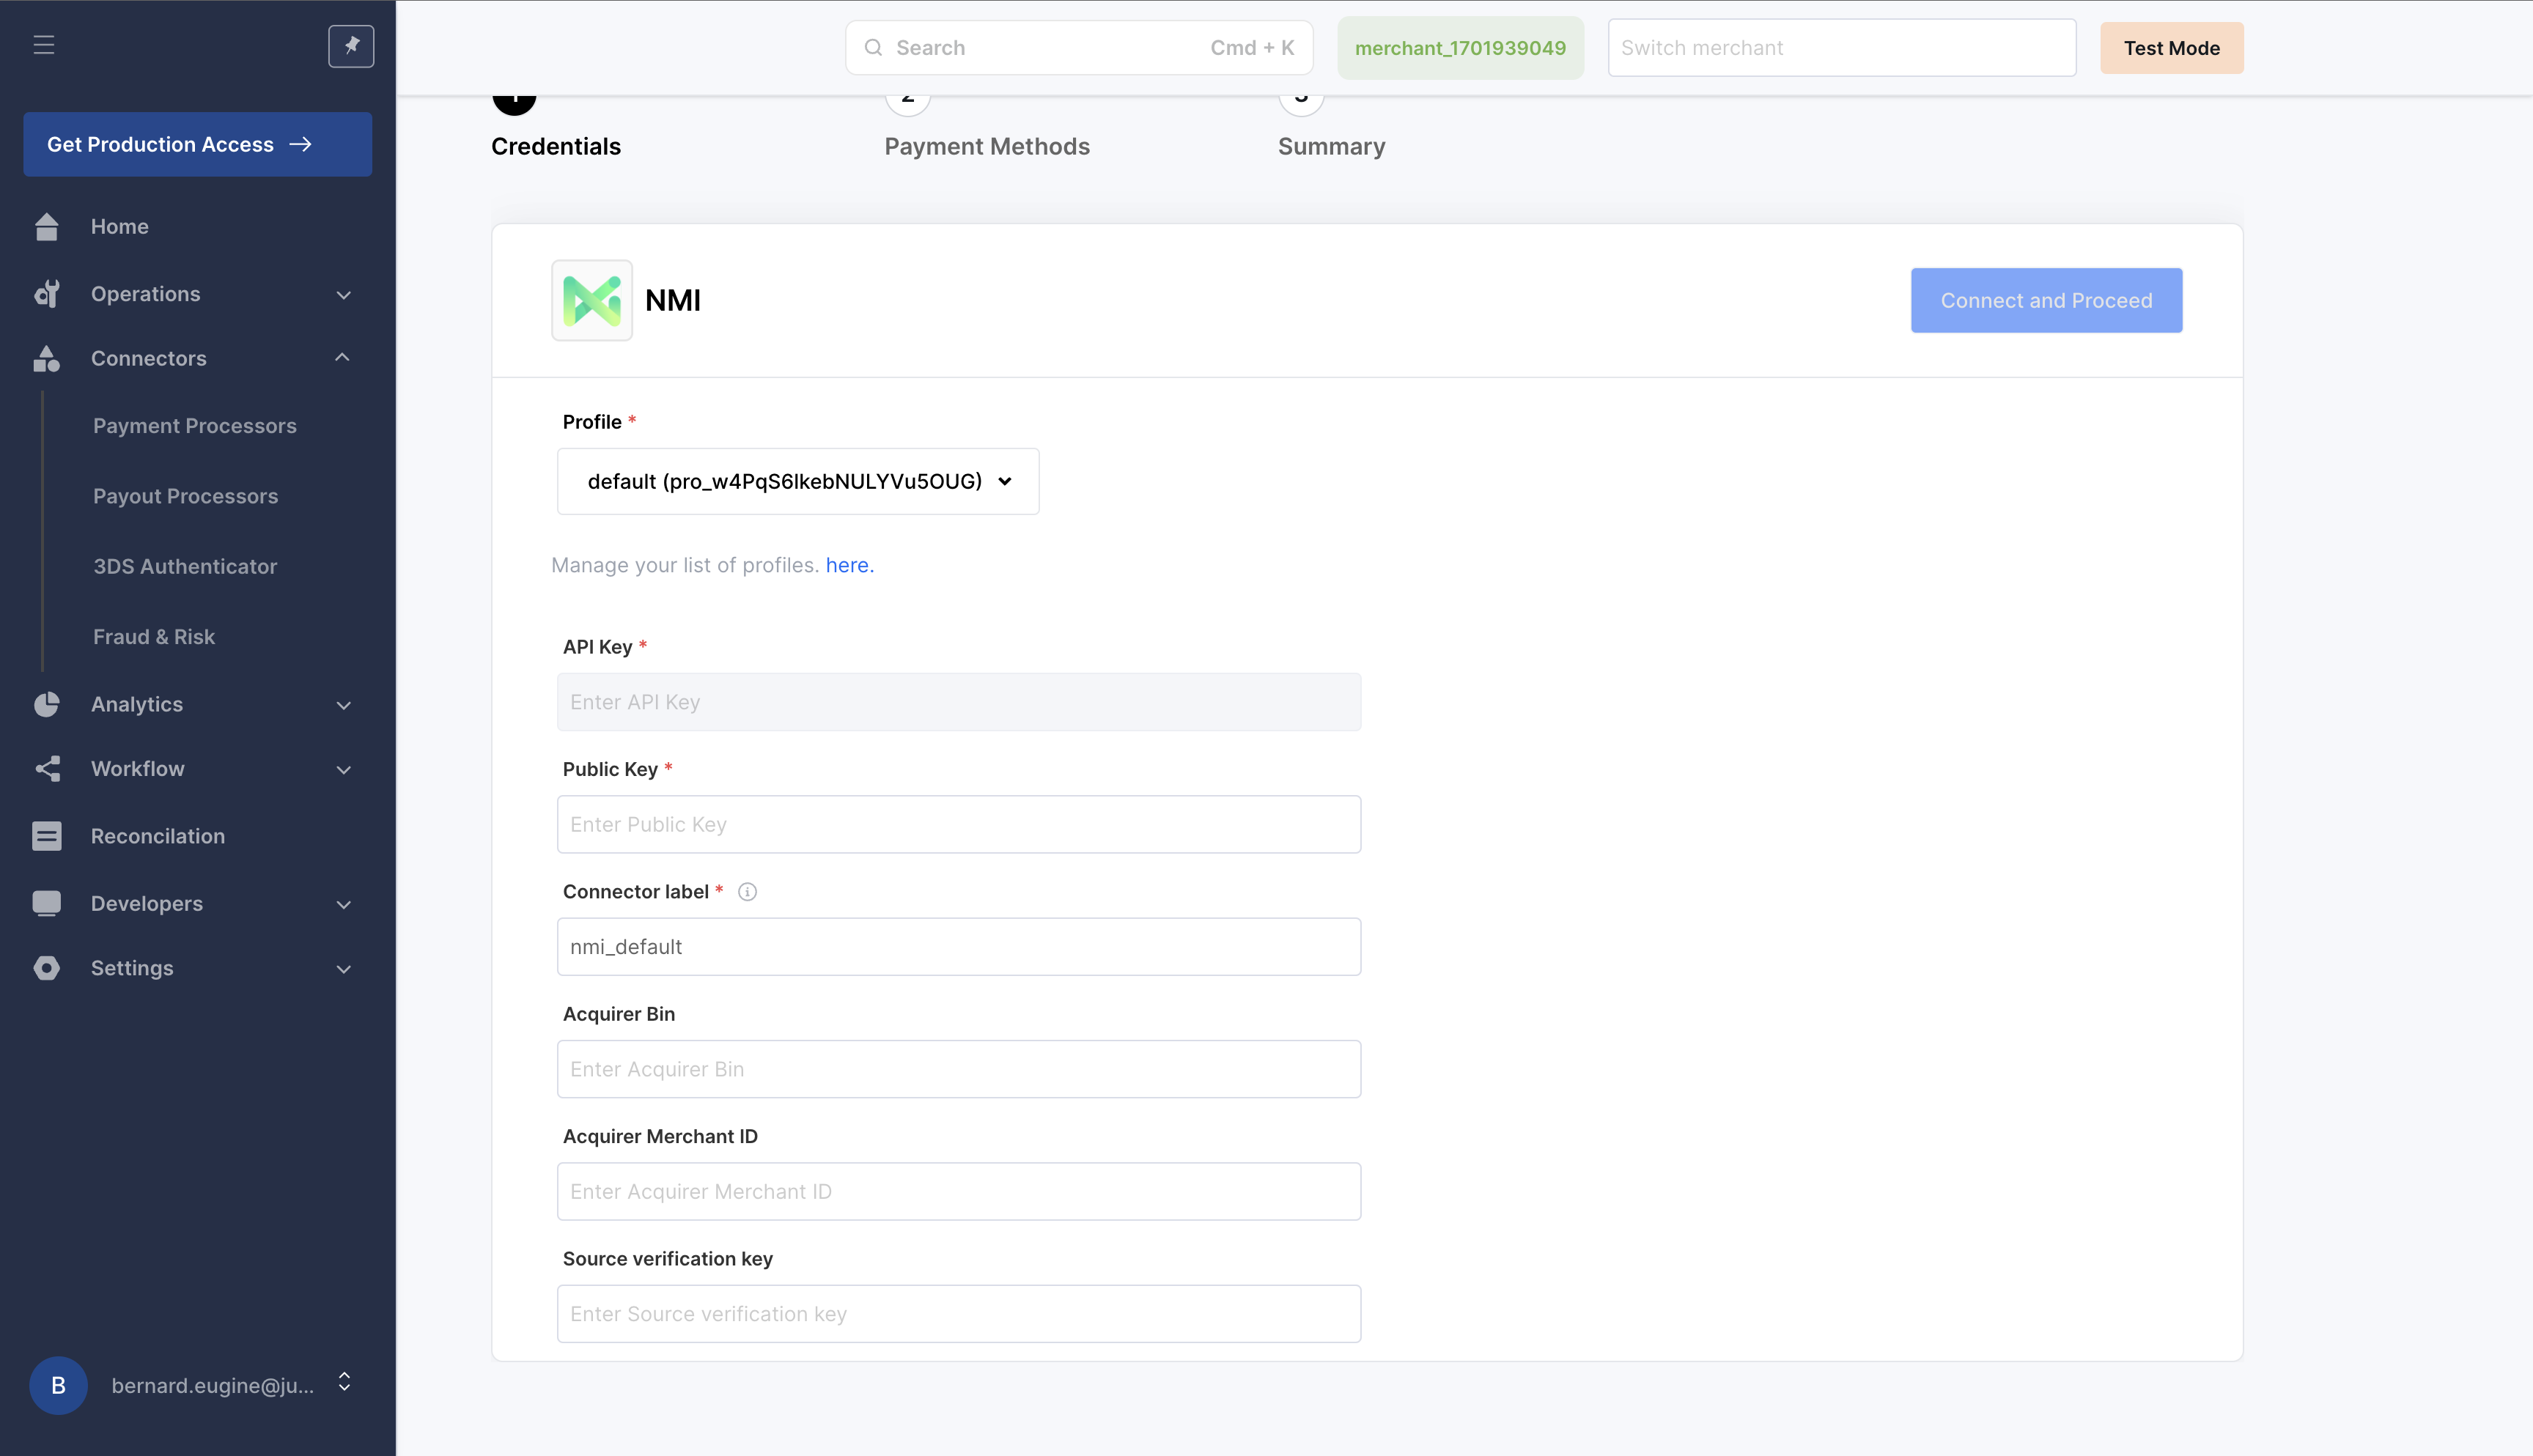 Search
Cmd + K
merchant_1701939049
Switch merchant
Test Mode
Get Production Access
Home
Operations
Connectors
Payment Processors
Payout Processors
3DS Authenticator
Fraud & Risk
Analytics
Workflow
Reconcilation
Developers
Settings
B
bernard.eugine@ju...
1
2
3
Credentials
Payment Methods
Summary
NMI
Connect and Proceed
Profile *
default (pro_w4PqS6lkebNULYVu5OUG)
Manage your list of profiles. here.
API Key *
Enter API Key
Public Key *
Enter Public Key
Connector label *
nmi_default
Acquirer Bin
Enter Acquirer Bin
Acquirer Merchant ID
Enter Acquirer Merchant ID
Source verification key
Enter Source verification key